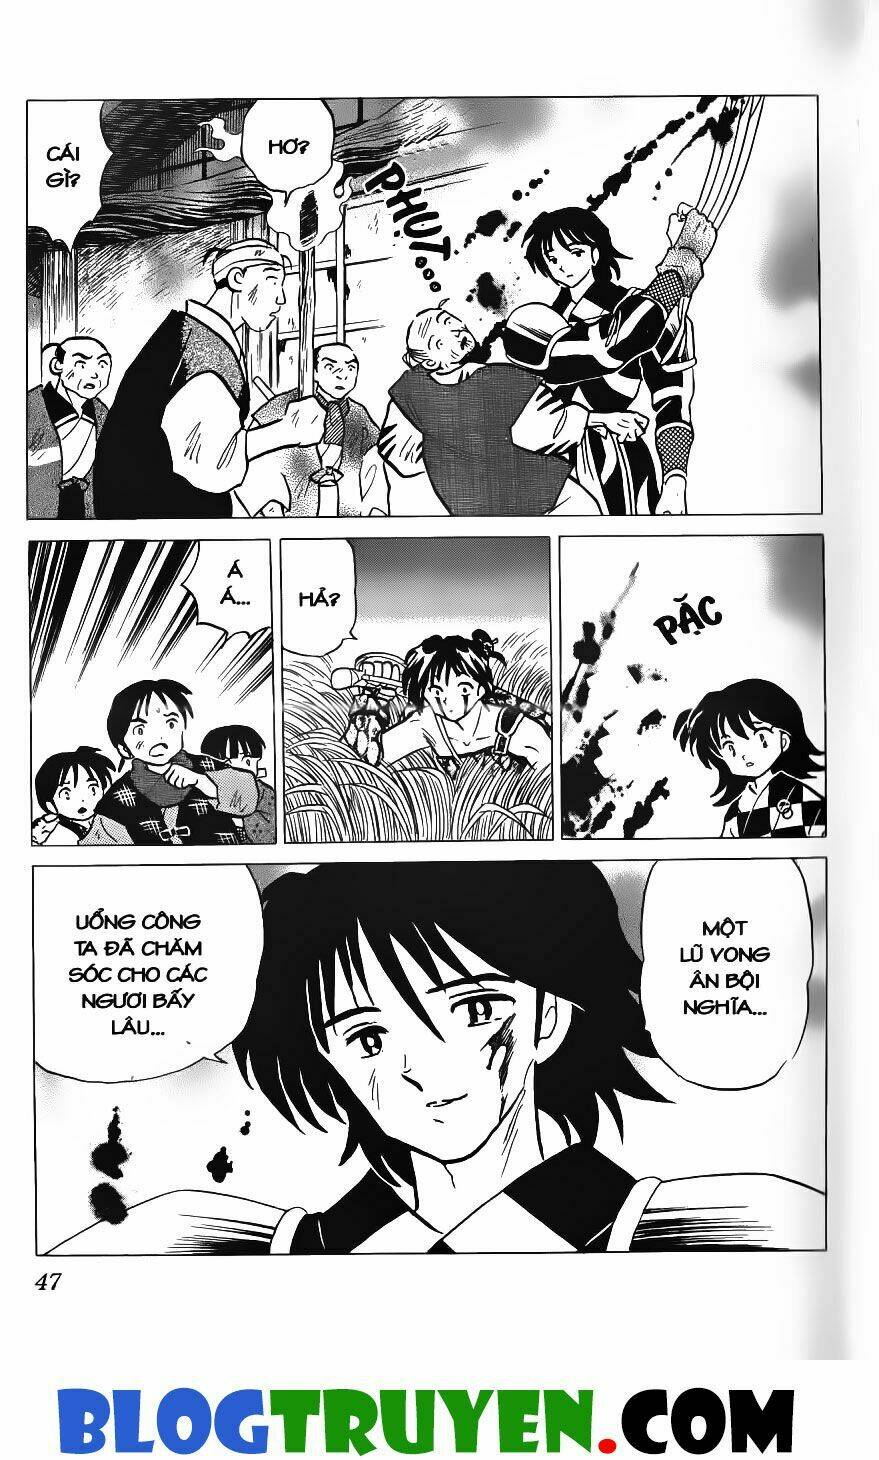 CÁI
GÌ?
HƠ?
PHỤT...
Á
Á...
HẢ?
PẶC
UỔNG CÔNG
TA ĐÃ CHĂM
SÓC CHO CÁC
NGƯƠI BẤY
LÂU...
MỘT
LŨ VONG
ÂN BỘI
NGHĨA...
47
BLOGTRUYEN.COM